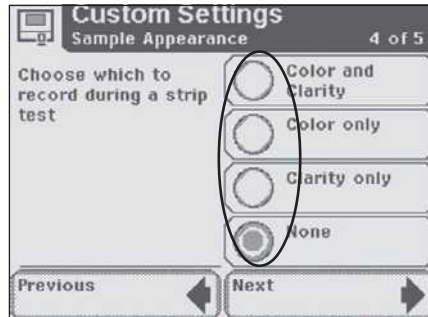 Custom Settings
Sample Appearance 4 of 5
Choose which to
record during a strip
test
Color and
Clarity
Color only
Clarity only
None
Previous
Next